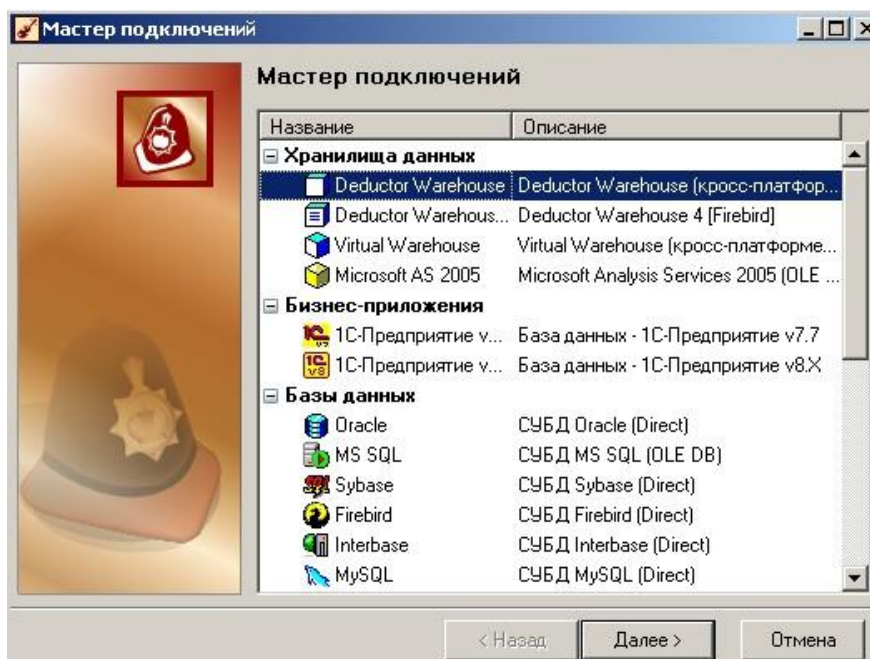 Мастер подключений
Мастер подключений
Название Описание
Хранилища данных
Deductor Warehouse Deductor Warehouse (кросс-платфор...
Deductor Warehous... Deductor Warehouse 4 [Firebird]
Virtual Warehouse Virtual Warehouse (кросс-платформе...
Microsoft AS 2005 Microsoft Analysis Services 2005 (OLE ...
Бизнес-приложения
1С-Предприятие v... База данных - 1С-Предприятие v7.7
1С-Предприятие v... База данных - 1С-Предприятие v8.X
Базы данных
Oracle СУБД Oracle (Direct)
MS SQL СУБД MS SQL (OLE DB)
Sybase СУБД Sybase (Direct)
Firebird СУБД Firebird (Direct)
Interbase СУБД Interbase (Direct)
MySQL СУБД MySQL (Direct)
< Назад Далее > Отмена